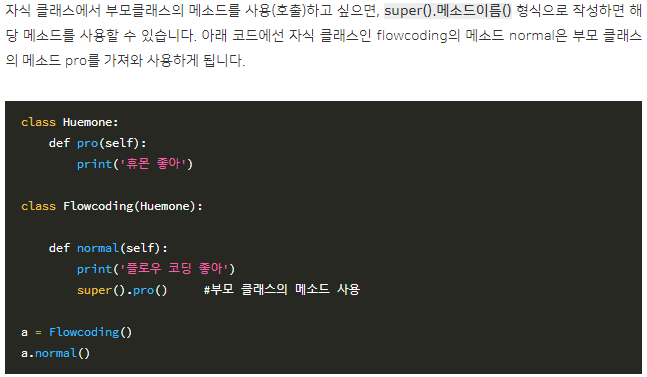 자식 클래스에서 부모클래스의 메소드를 사용(호출)하고 싶으면, super().메소드이름() 형식으로 작성하면 해
당 메소드를 사용할 수 있습니다. 아래 코드에선 자식 클래스인 flowcoding의 메소드 normal은 부모 클래스
의 메소드 pro를 가져와 사용하게 됩니다.
class Huemone:
    def pro(self):
        print('휴몬 좋아')
class Flowcoding(Huemone):
    def normal(self):
        print('플로우 코딩 좋아')
        super().pro()     #부모 클래스의 메소드 사용
a = Flowcoding()
a.normal()